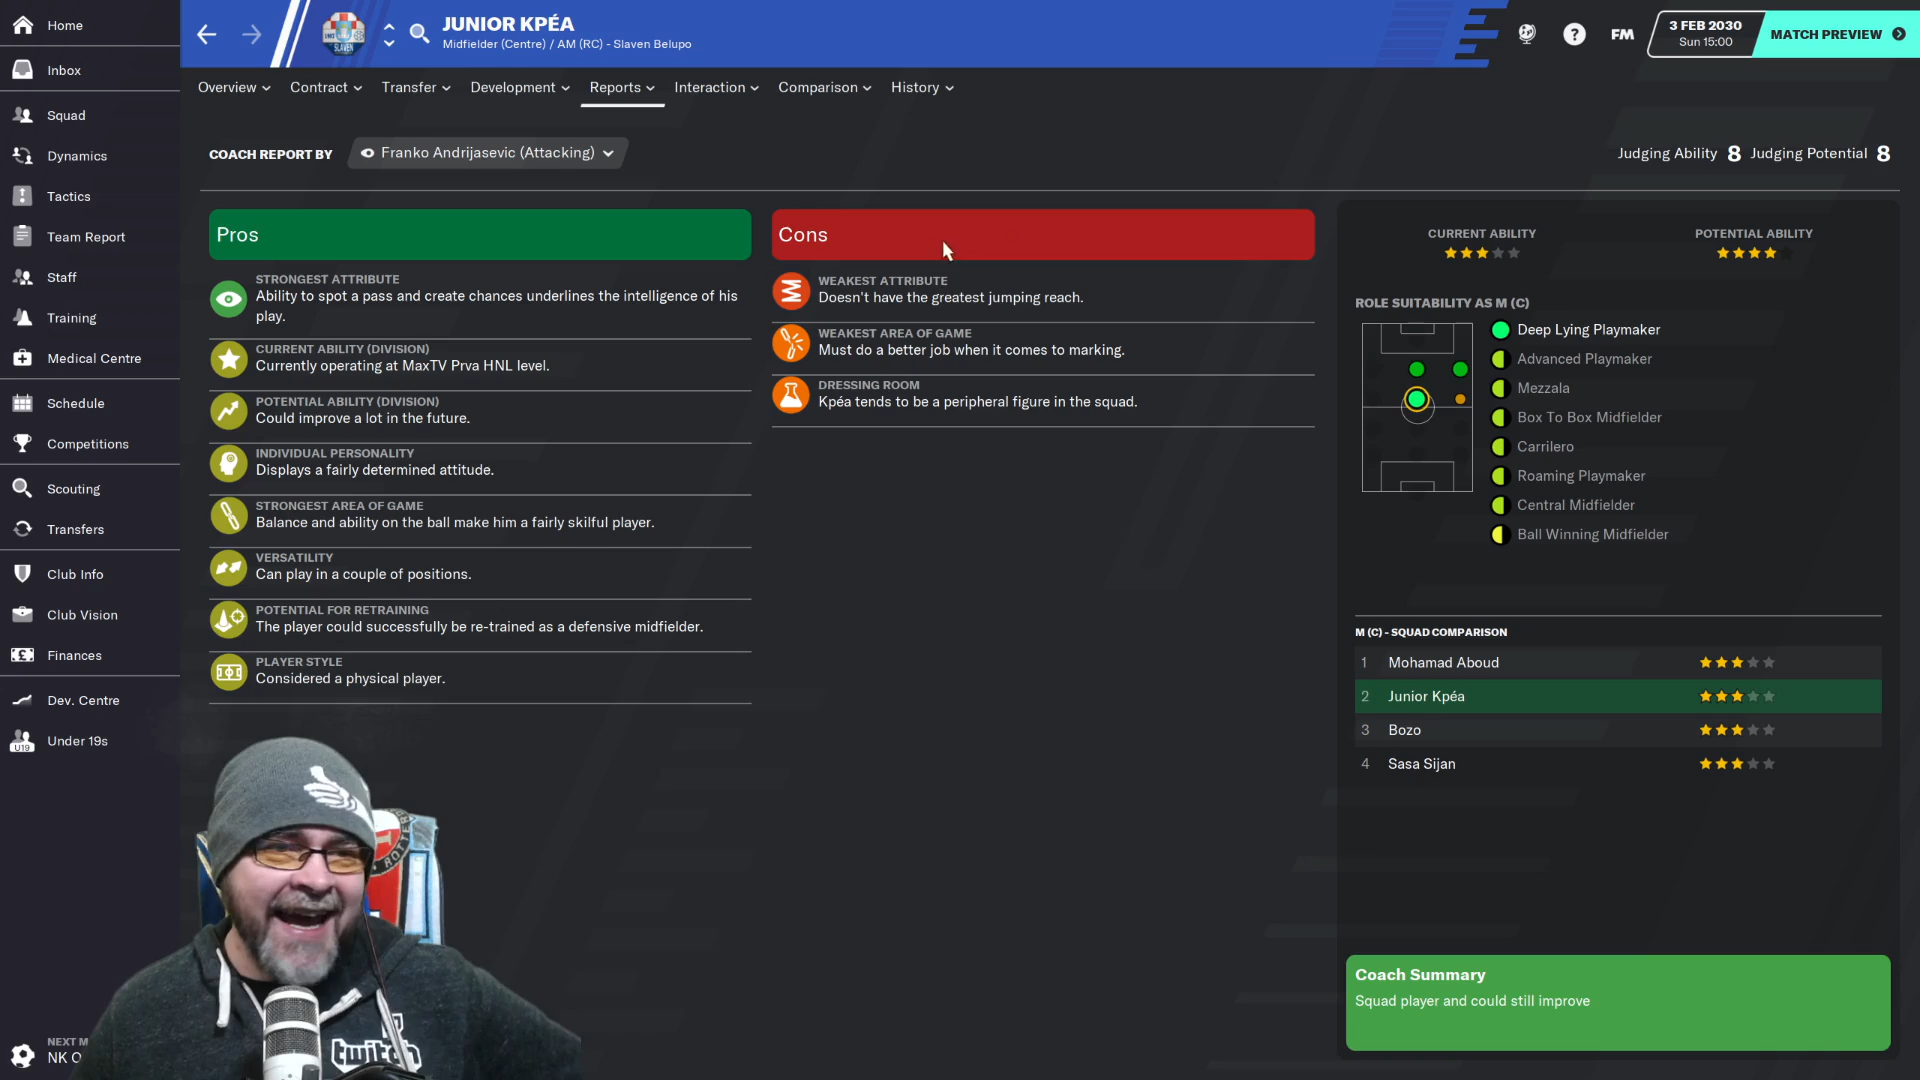 Home
Inbox
Squad
Dynamics
Tactics
Team Report
Staff
Training
Medical Centre
Schedule
Competitions
Scouting
Transfers
Club Info
Club Vision
Finances
Dev. Centre
U19
Under 19s
NEXT M
NK O
SLAVEN
JUNIOR KPÉA
Midfielder (Centre) / AM (RC) - Slaven Belupo
?
FM
3 FEB 2030
Sun 15:00
MATCH PREVIEW
Overview
Contract
Transfer
Development
Reports
Interaction
Comparison
History
COACH REPORT BY
Franko Andrijasevic (Attacking)
Judging Ability 8 Judging Potential 8
Pros
STRONGEST ATTRIBUTE
Ability to spot a pass and create chances underlines the intelligence of his
play.
CURRENT ABILITY (DIVISION)
Currently operating at MaxTV Prva HNL level.
POTENTIAL ABILITY (DIVISION)
Could improve a lot in the future.
INDIVIDUAL PERSONALITY
Displays a fairly determined attitude.
STRONGEST AREA OF GAME
Balance and ability on the ball make him a fairly skilful player.
VERSATILITY
Can play in a couple of positions.
POTENTIAL FOR RETRAINING
The player could successfully be re-trained as a defensive midfielder.
PLAYER STYLE
Considered a physical player.
Cons
WEAKEST ATTRIBUTE
Doesn't have the greatest jumping reach.
WEAKEST AREA OF GAME
Must do a better job when it comes to marking.
DRESSING ROOM
Kpéa tends to be a peripheral figure in the squad.
CURRENT ABILITY
POTENTIAL ABILITY
ROLE SUITABILITY AS M (C)
Deep Lying Playmaker
Advanced Playmaker
Mezzala
Box To Box Midfielder
Carrilero
Roaming Playmaker
Central Midfielder
Ball Winning Midfielder
M (C) - SQUAD COMPARISON
1 Mohamad Aboud
2 Junior Kpéa
3 Bozo
4 Sasa Sijan
Coach Summary
Squad player and could still improve
twitch